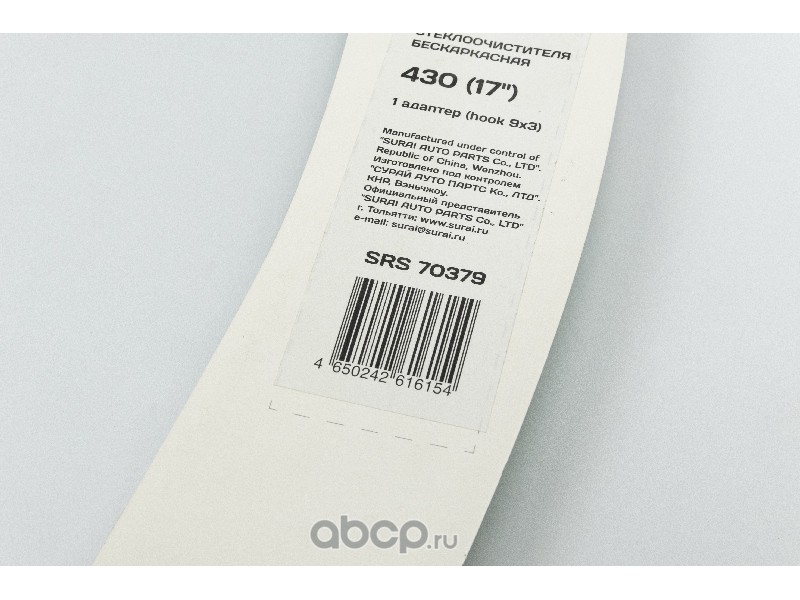 СТЕКЛООЧИСТИТЕЛЯ
БЕСКАРКАСНАЯ
430 (17")
1 адаптер (hook 9x3)
Manufactured under control of
"SURAI AUTO PARTS Co., LTD".
Republic of China, Wenzhou.
Изготовлено под контролем
"СУРАЙ АУТО ПАРТС Ко., ЛТД".
КНР, Вэньчжоу.
Официальный представитель
"SURAI AUTO PARTS Co., LTD"
г. Тольятти; www.surai.ru
e-mail: surai@surai.ru
SRS 70379
4 650242 616154
abcp.ru